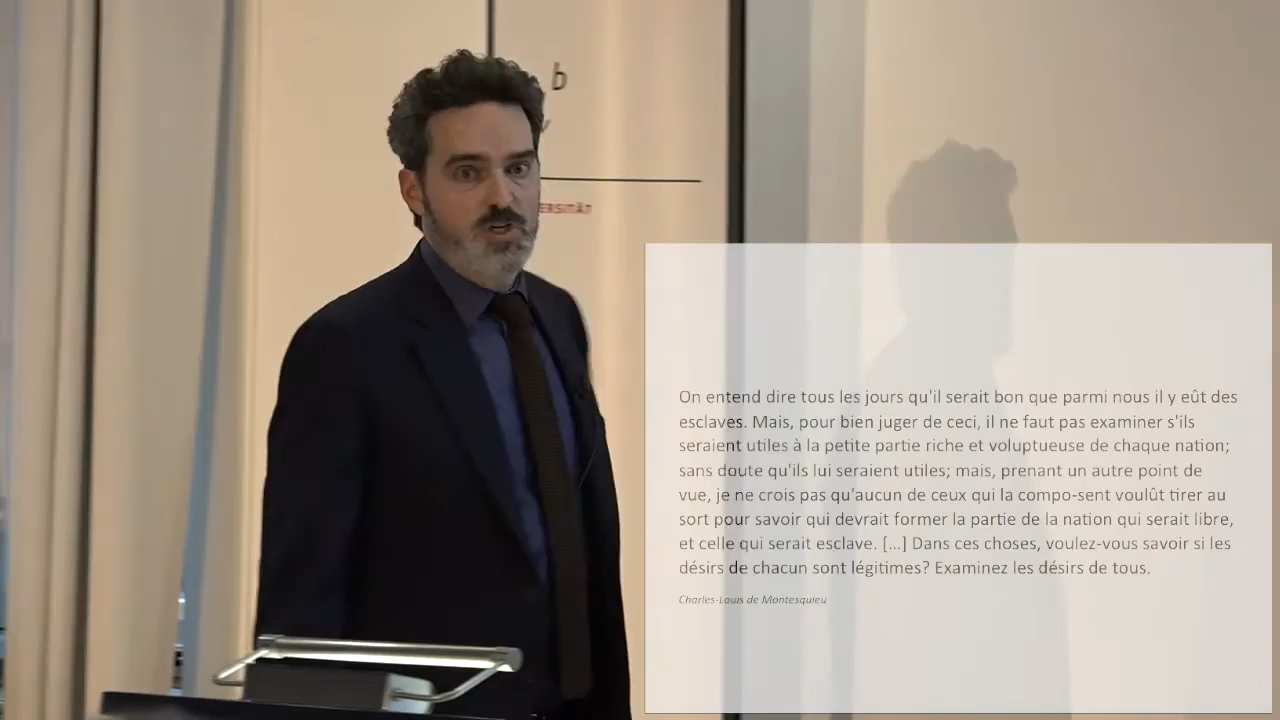 b
ERSITÄT
On entend dire tous les jours qu'il serait bon que parmi nous il y eût des
esclaves. Mais, pour bien juger de ceci, il ne faut pas examiner s'ils
seraient utiles à la petite partie riche et voluptueuse de chaque nation;
sans doute qu'ils lui seraient utiles; mais, prenant un autre point de
vue, je ne crois pas qu'aucun de ceux qui la compo-sent voulût tirer au
sort pour savoir qui devrait former la partie de la nation qui serait libre,
et celle qui serait esclave. [...] Dans ces choses, voulez-vous savoir si les
désirs de chacun sont légitimes? Examinez les désirs de tous.
Charles-Louis de Montesquieu